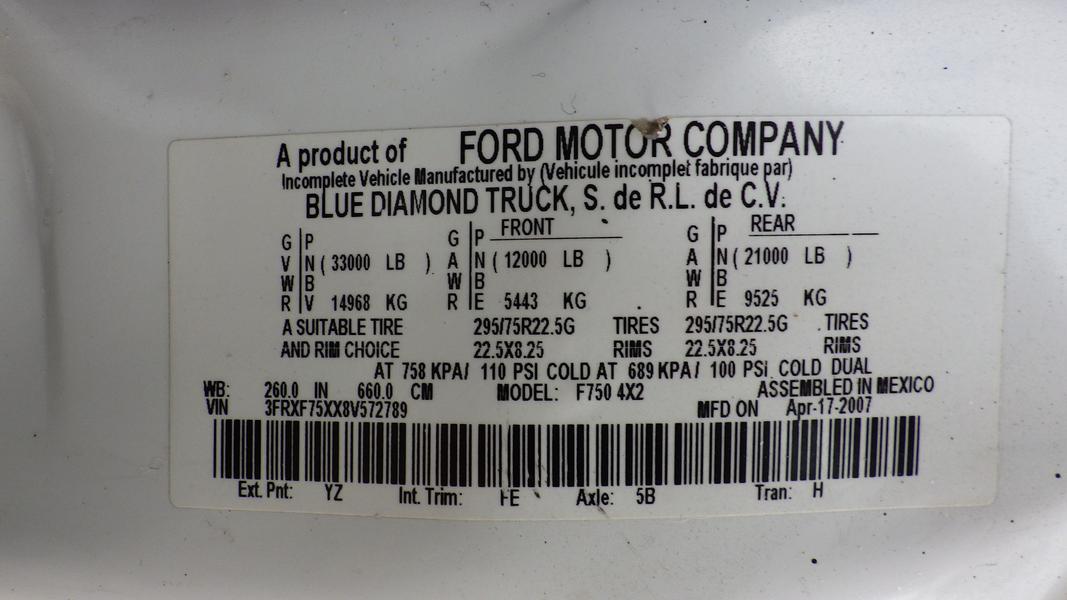 A product of FORD MOTOR COMPANY
Incomplete Vehicle Manufactured by (Vehicule incomplet fabrique par)
BLUE DIAMOND TRUCK, S. de R.L. de C.V.
G P G P FRONT G P REAR
V N ( 33000 LB ) A N ( 12000 LB ) A N ( 21000 LB )
W B W B W B
R V 14968 KG R E 5443 KG R E 9525 KG
A SUITABLE TIRE 295/75R22.5G TIRES 295/75R22.5G TIRES
AND RIM CHOICE 22.5X8.25 RIMS 22.5X8.25 RIMS
AT 758 KPA/ 110 PSI COLD AT 689 KPA/ 100 PSI COLD DUAL
WB: 260.0 IN 660.0 CM MODEL: F750 4X2 ASSEMBLED IN MEXICO
VIN 3FRXF75XX8V572789 MFD ON Apr-17-2007
Ext. Pnt: YZ Int. Trim: FE Axle: 5B Tran: H